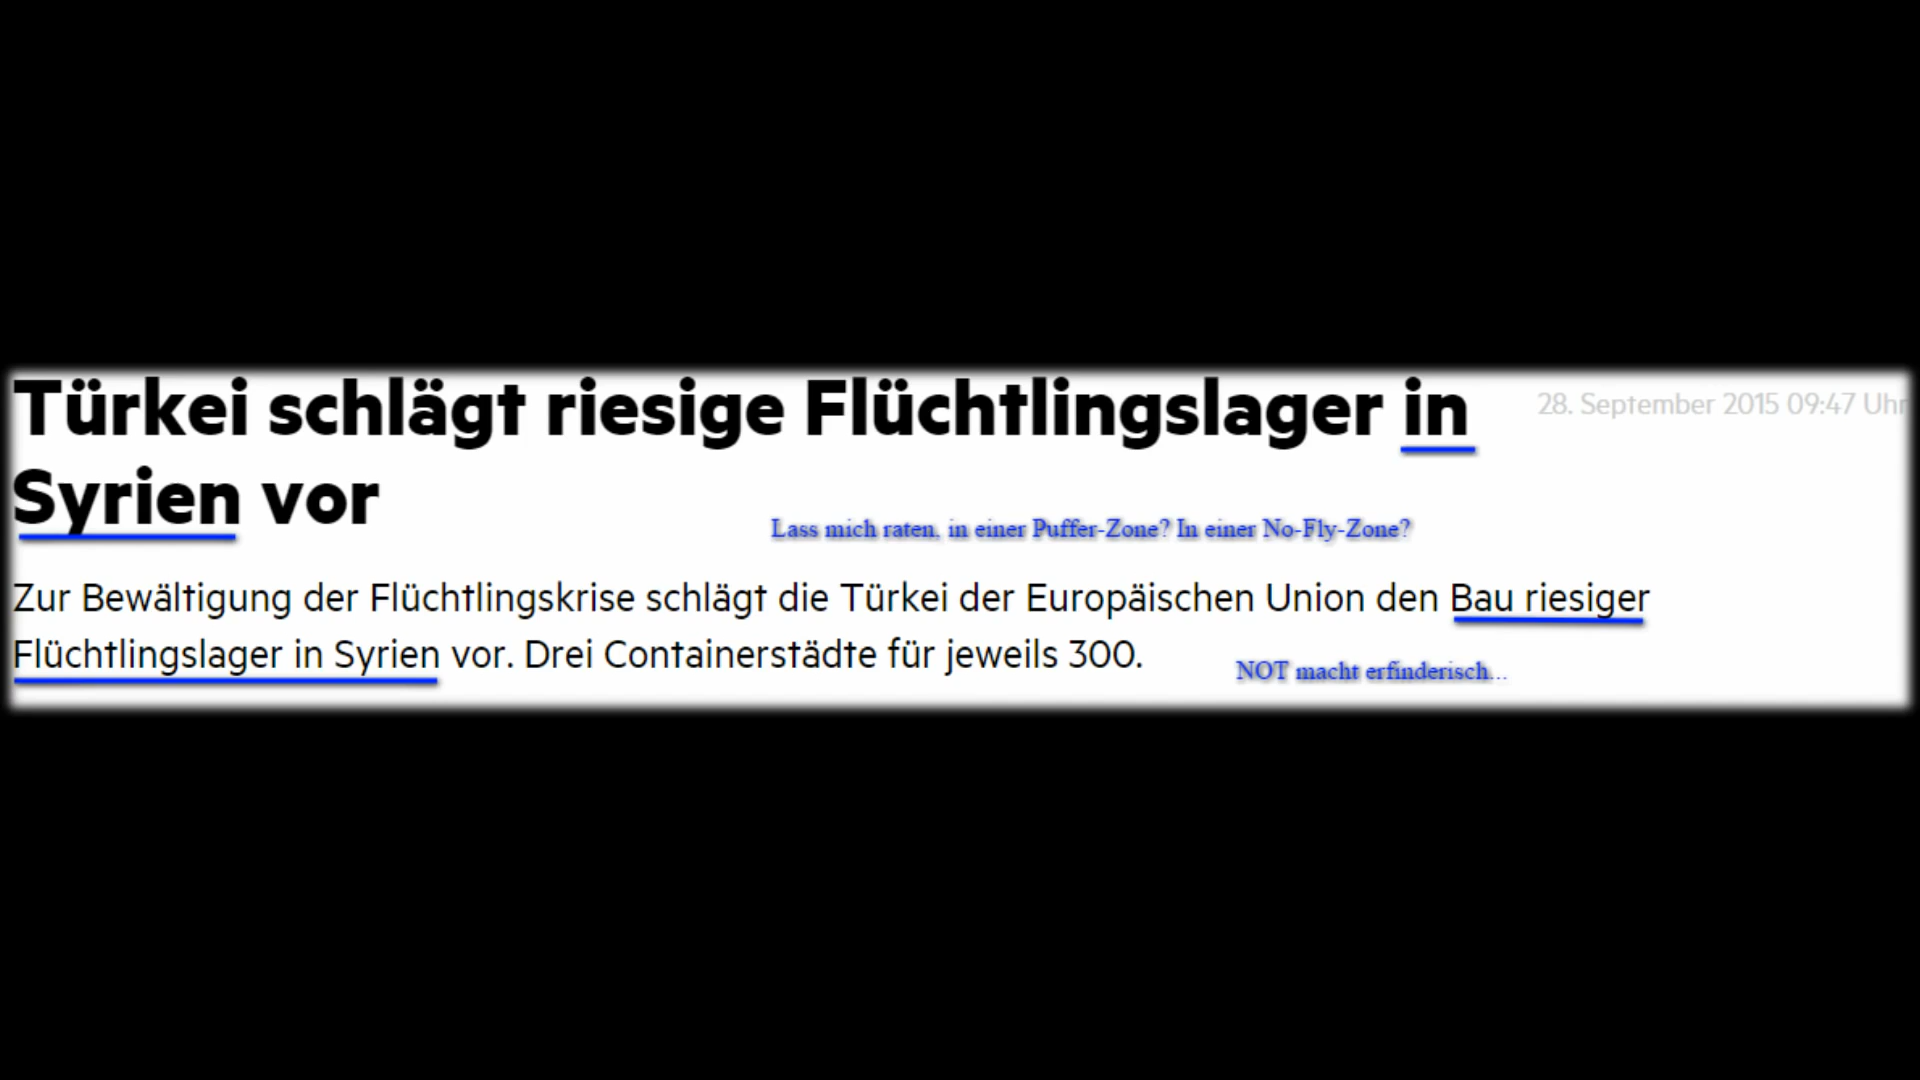 Türkei schlägt riesige Flüchtlingslager in
28. September 2015 09:47 Uhr
Syrien vor
Lass mich raten, in einer Puffer-Zone? In einer No-Fly-Zone?
Zur Bewältigung der Flüchtlingskrise schlägt die Türkei der Europäischen Union den Bau riesiger
Flüchtlingslager in Syrien vor. Drei Containerstädte für jeweils 300.
NOT macht erfinderisch...